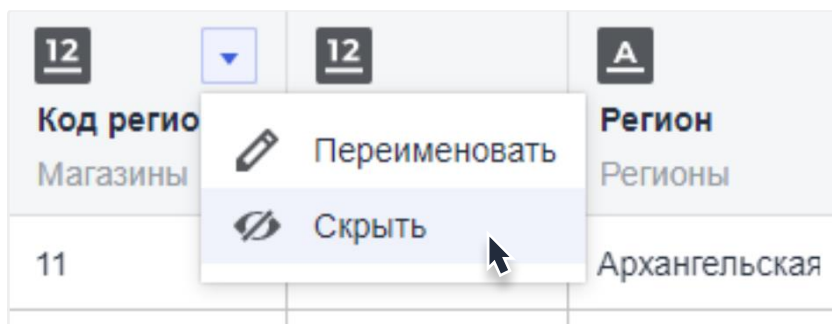 12 12 A
Код регио Регион
Магазины Регионы
Переименовать
Скрыть
11 Архангельская